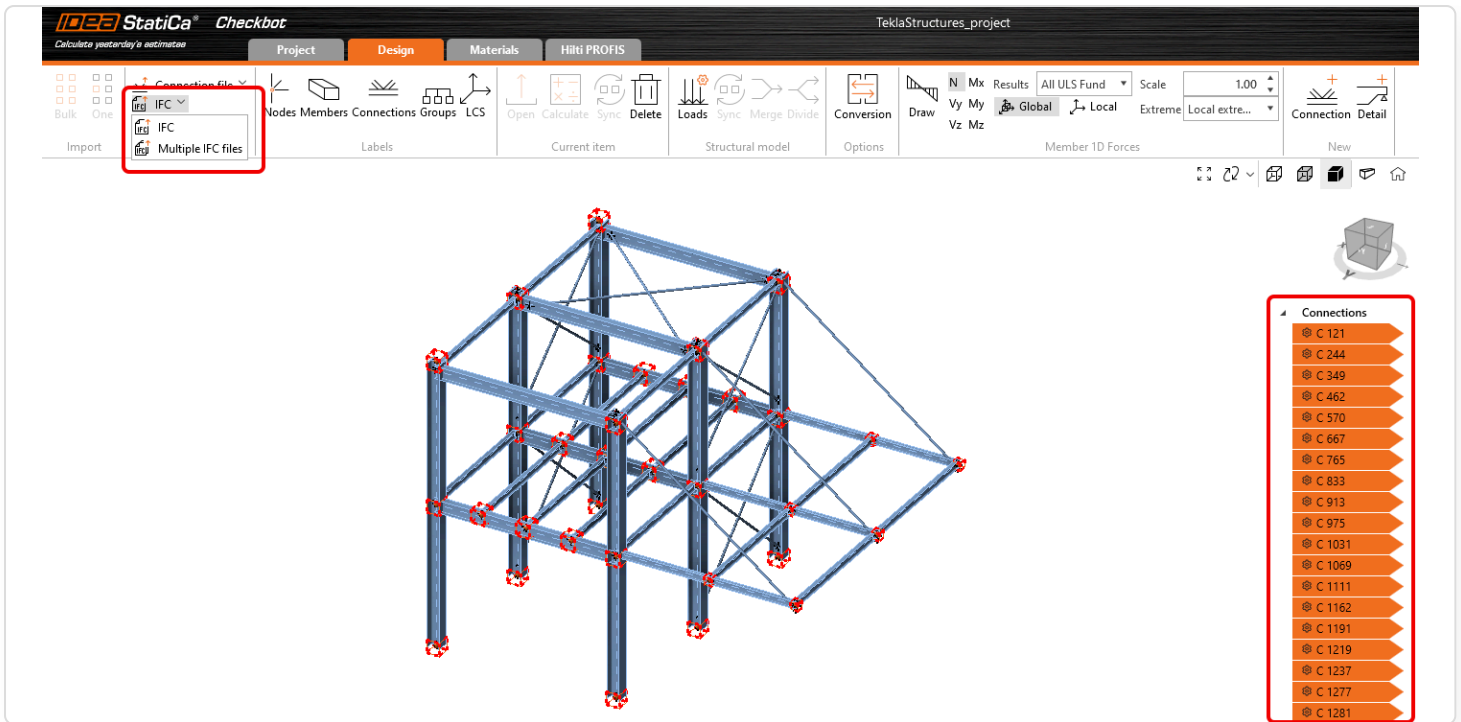 IDEA StatiCa® Checkbot
TeklaStructures_project
Calculate yesterday's estimates
Project Design Materials Hilti PROFIS
Connection file
IFC
IFC
Multiple IFC files
Bulk One
Import
Nodes Members Connections Groups LCS
Labels
Open Calculate Sync Delete
Current item
Loads Sync Merge Divide
Structural model
Conversion
Options
Draw
N Mx Results All ULS Fund Scale 1.00
Vy My Global Local Extreme Local extre...
Vz Mz
Member 1D Forces
Connection Detail
New
Connections
C 121
C 244
C 349
C 462
C 570
C 667
C 765
C 833
C 913
C 975
C 1031
C 1069
C 1111
C 1162
C 1191
C 1219
C 1237
C 1277
C 1281